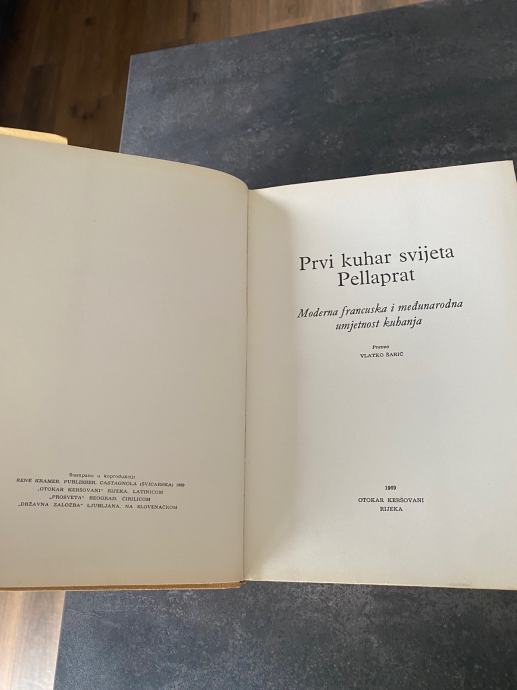 Štampano u koprodukciji
RENÉ KRAMER, PUBLISHER, CASTAGNOLA (ŠVICARSKA) 1969
„OTOKAR KERŠOVANI" RIJEKA, LATINICOM
„PROSVETA" BEOGRAD, ĆIRILICOM
„DRŽAVNA ZALOŽBA" LJUBLJANA, NA SLOVENAČKOM
Prvi kuhar svijeta
Pellaprat
Moderna francuska i međunarodna
umjetnost kuhanja
Preveo
VLATKO ŠARIĆ
1969
OTOKAR KERŠOVANI
RIJEKA